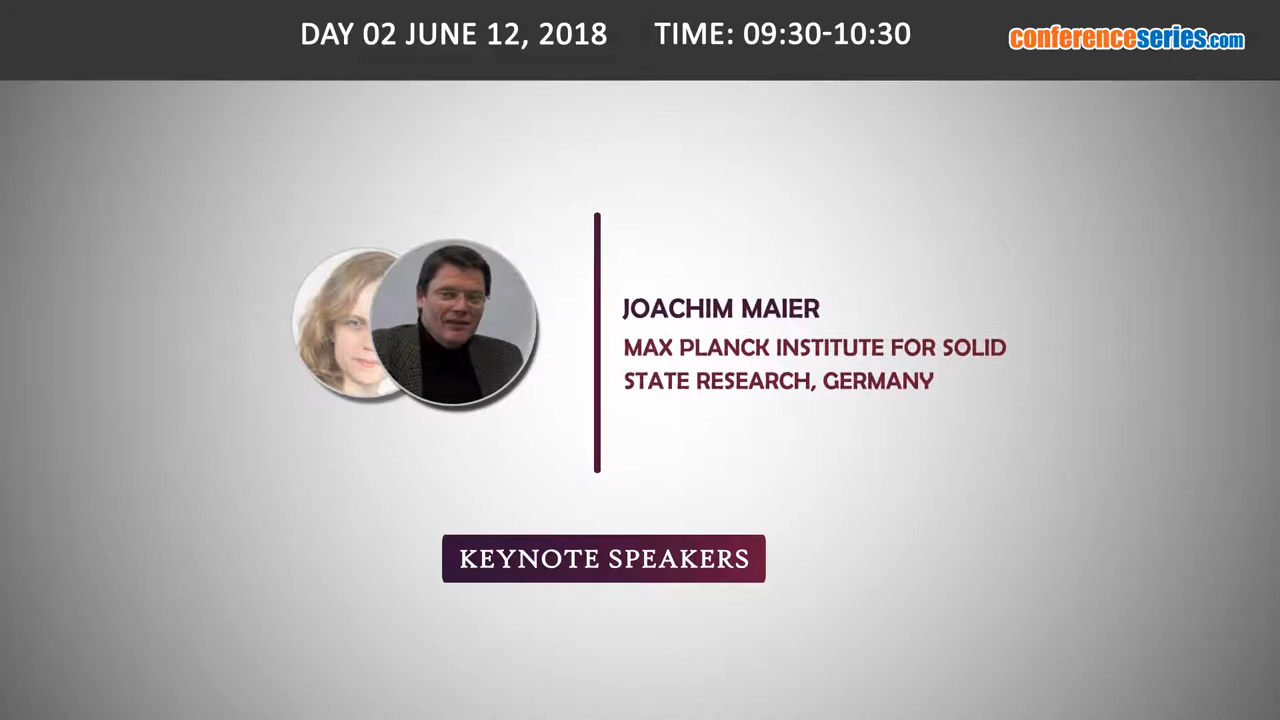 DAY 02 JUNE 12, 2018 TIME: 09:30-10:30
conferenceseries.com
JOACHIM MAIER
MAX PLANCK INSTITUTE FOR SOLID
STATE RESEARCH, GERMANY
KEYNOTE SPEAKERS